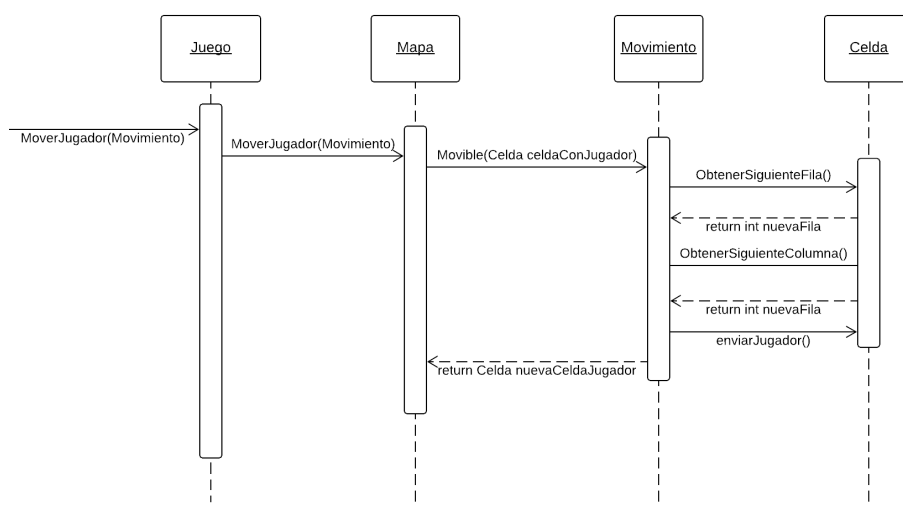 Juego
Mapa
Movimiento
Celda
MoverJugador(Movimiento)
MoverJugador(Movimiento)
Movible(Celda celdaConJugador)
ObtenerSiguienteFila()
return int nuevaFila
ObtenerSiguienteColumna()
return int nuevaFila
enviarJugador()
return Celda nuevaCeldaJugador